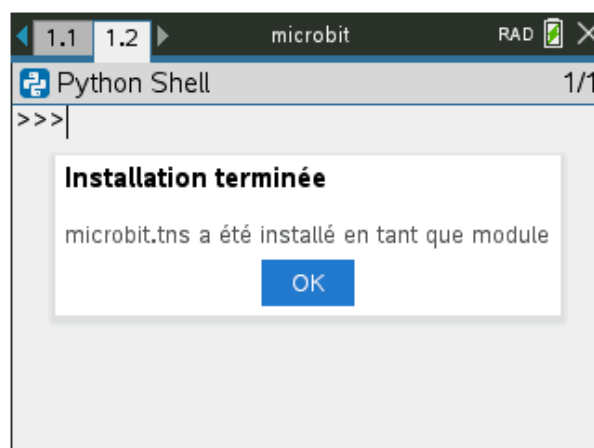 1.1 1.2 microbit RAD
Python Shell 1/1
>>>
Installation terminée
microbit.tns a été installé en tant que module
OK